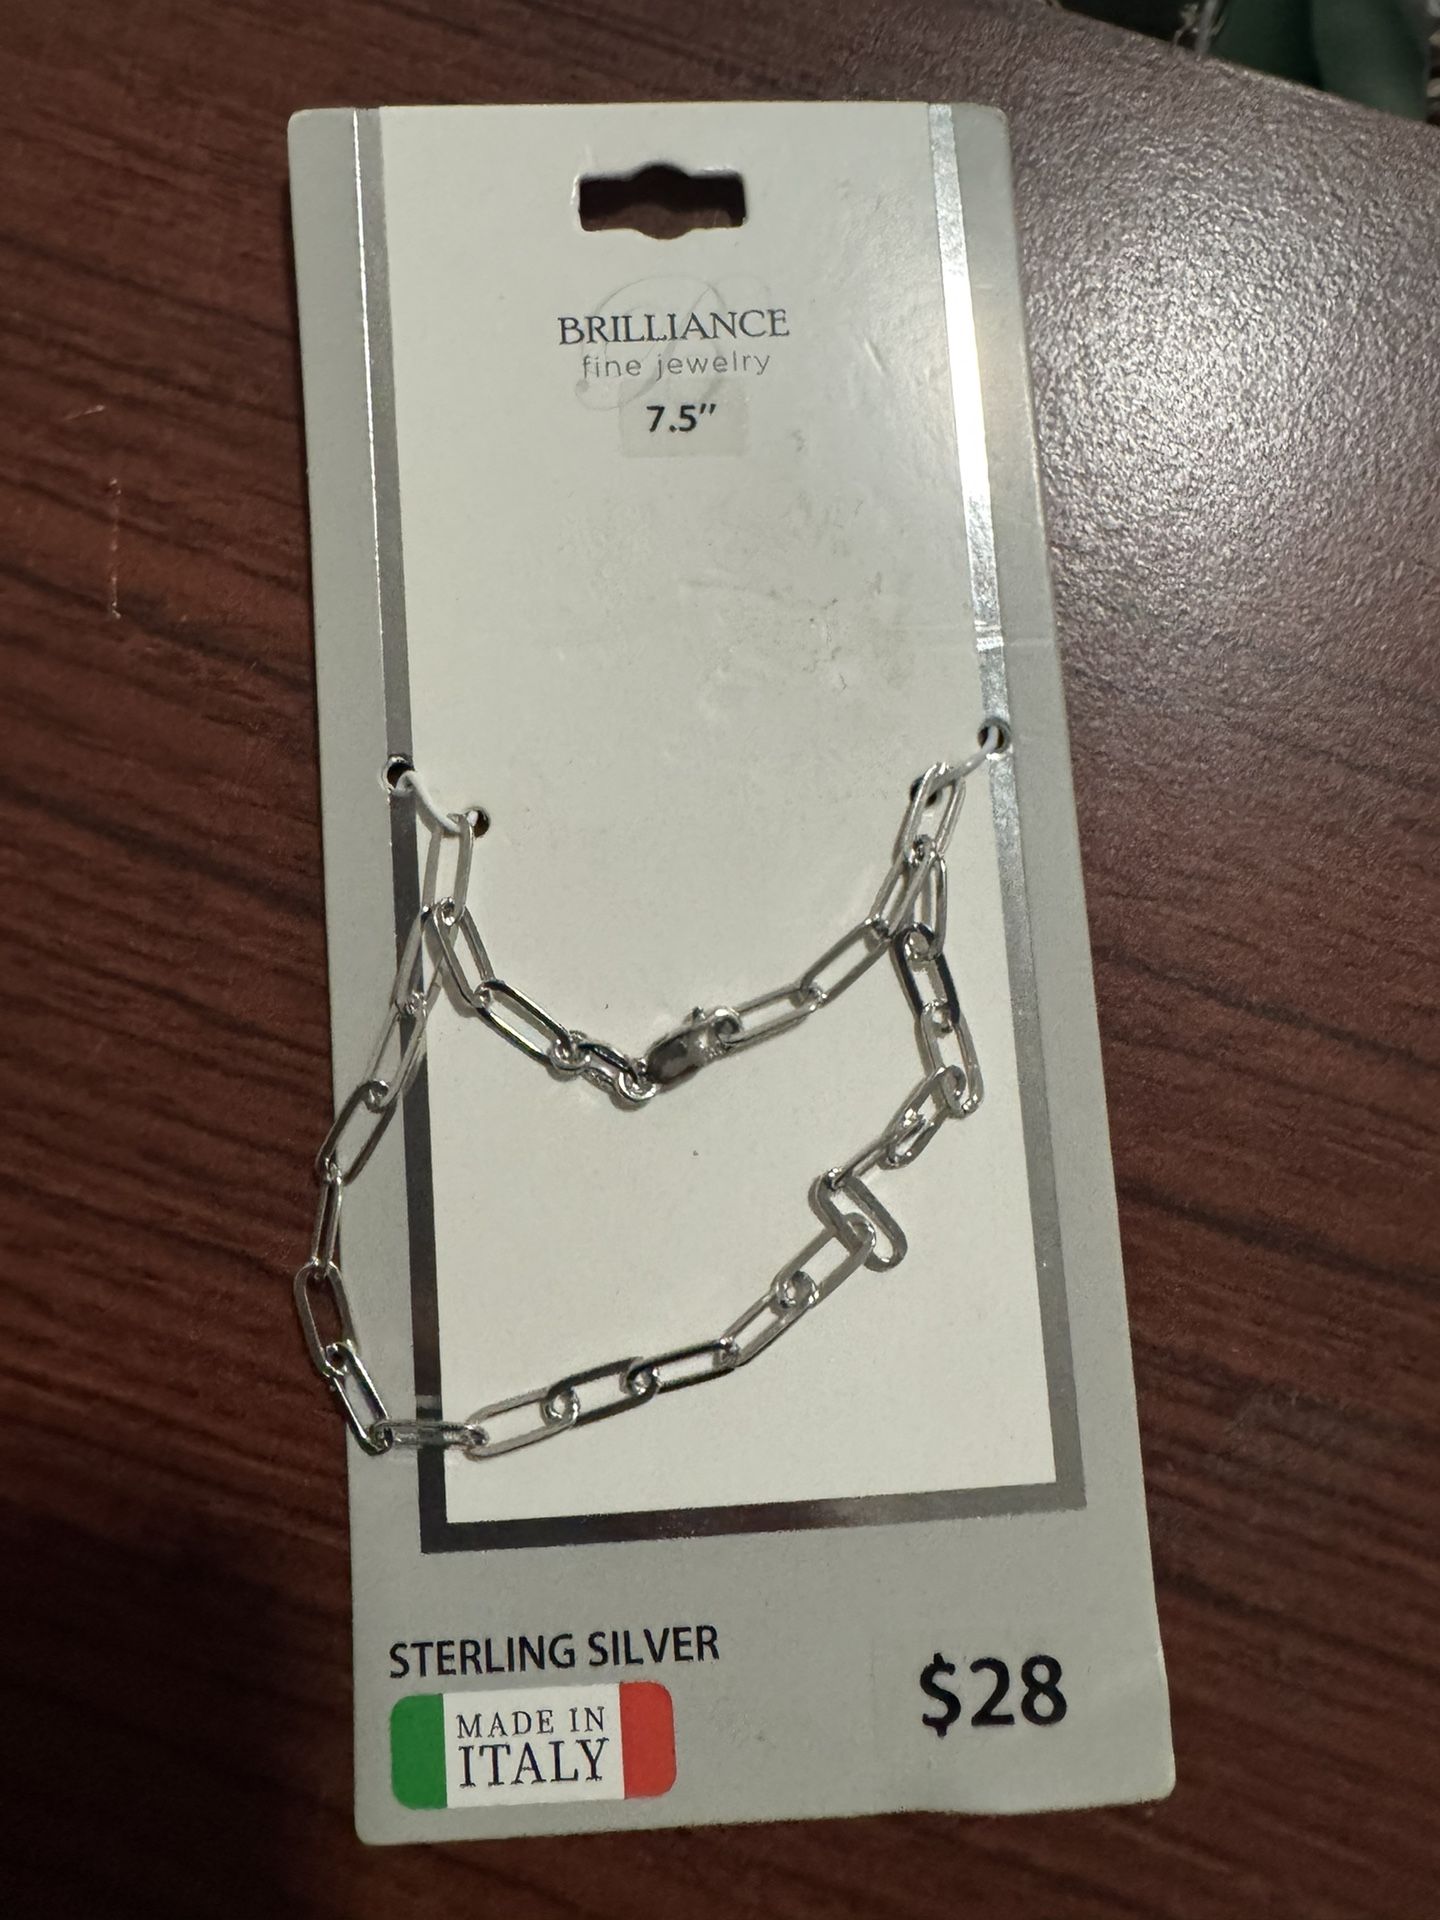 BRILLIANCE
fine jewelry
7.5"
STERLING SILVER
MADE IN
ITALY
$28